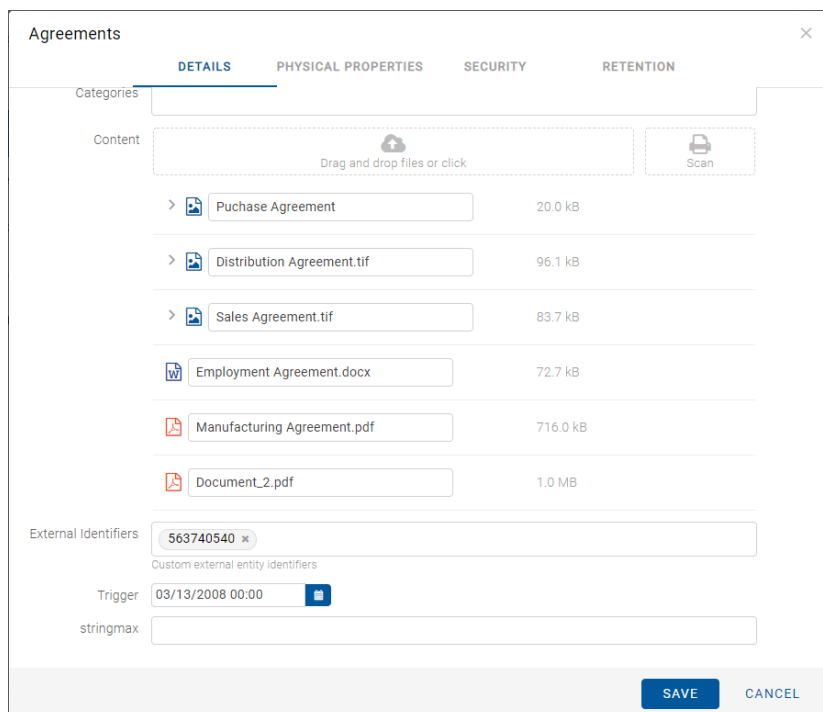 Agreements
DETAILS PHYSICAL PROPERTIES SECURITY RETENTION
Categories
Content
Drag and drop files or click
Scan
Puchase Agreement 20.0 kB
Distribution Agreement.tif 96.1 kB
Sales Agreement.tif 83.7 kB
Employment Agreement.docx 72.7 kB
Manufacturing Agreement.pdf 716.0 kB
Document_2.pdf 1.0 MB
External Identifiers 563740540
Custom external entity identifiers
Trigger 03/13/2008 00:00
stringmax
SAVE CANCEL